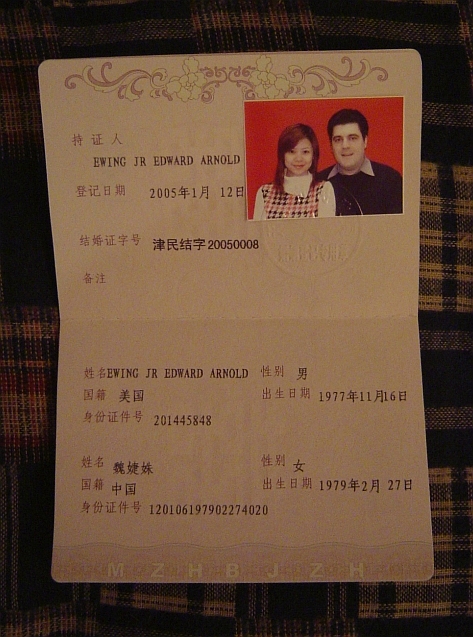 持证人
EWING JR EDWARD ARNOLD
登记日期 2005年1月 12日
结婚证字号 津民结字20050008
备注
姓名EWING JR EDWARD ARNOLD 性别 男
国籍 美国 出生日期 1977年11月16日
身份证件号 201445848
姓名 魏婕姝 性别 女
国籍 中国 出生日期 1979年2月 27日
身份证件号 120106197902274020
M Z H B J Z H